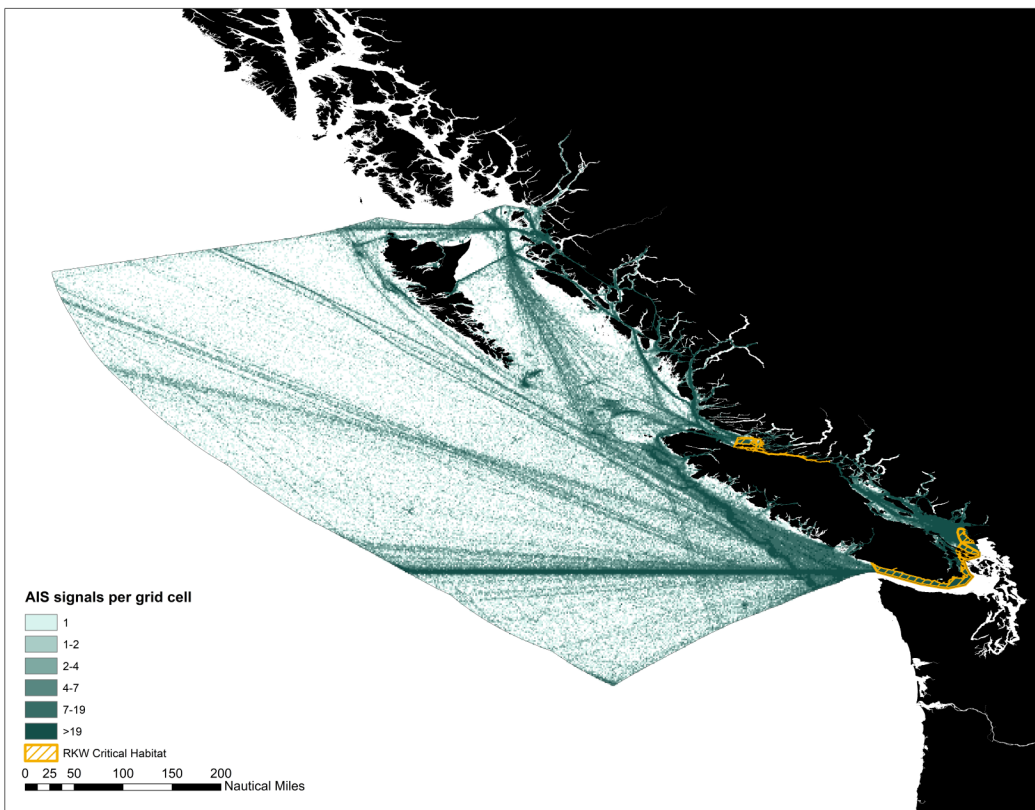 AIS signals per grid cell
1
1-2
2-4
4-7
7-19
>19
RKW Critical Habitat
0 25 50 100 150 200
Nautical Miles